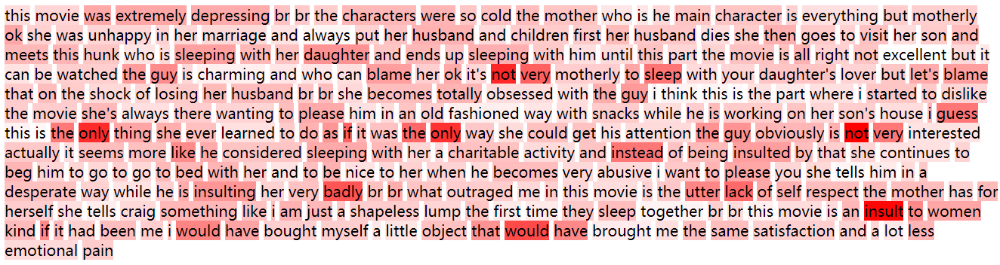 this movie was extremely depressing br br the characters were so cold the mother who is he main character is everything but motherly
ok she was unhappy in her marriage and always put her husband and children first her husband dies she then goes to visit her son and
meets this hunk who is sleeping with her daughter and ends up sleeping with him until this part the movie is all right not excellent but it
can be watched the guy is charming and who can blame her ok it's not very motherly to sleep with your daughter's lover but let's blame
that on the shock of losing her husband br br she becomes totally obsessed with the guy i think this is the part where i started to dislike
the movie she's always there wanting to please him in an old fashioned way with snacks while he is working on her son's house i guess
this is the only thing she ever learned to do as if it was the only way she could get his attention the guy obviously is not very interested
actually it seems more like he considered sleeping with her a charitable activity and instead of being insulted by that she continues to
beg him to go to go to bed with her and to be nice to her when he becomes very abusive i want to please you she tells him in a
desperate way while he is insulting her very badly br br what outraged me in this movie is the utter lack of self respect the mother has for
herself she tells craig something like i am just a shapeless lump the first time they sleep together br br this movie is an insult to women
kind if it had been me i would have bought myself a little object that would have brought me the same satisfaction and a lot less
emotional pain